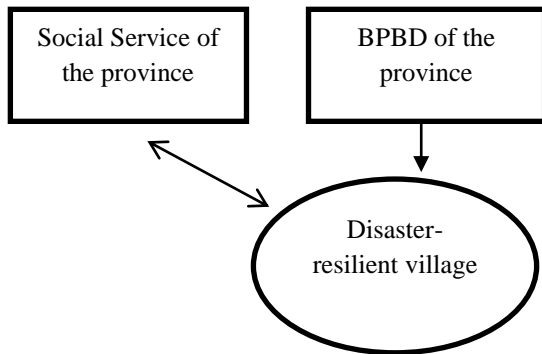 Social Service of
the province
BPBD of the
province
Disaster-
resilient village